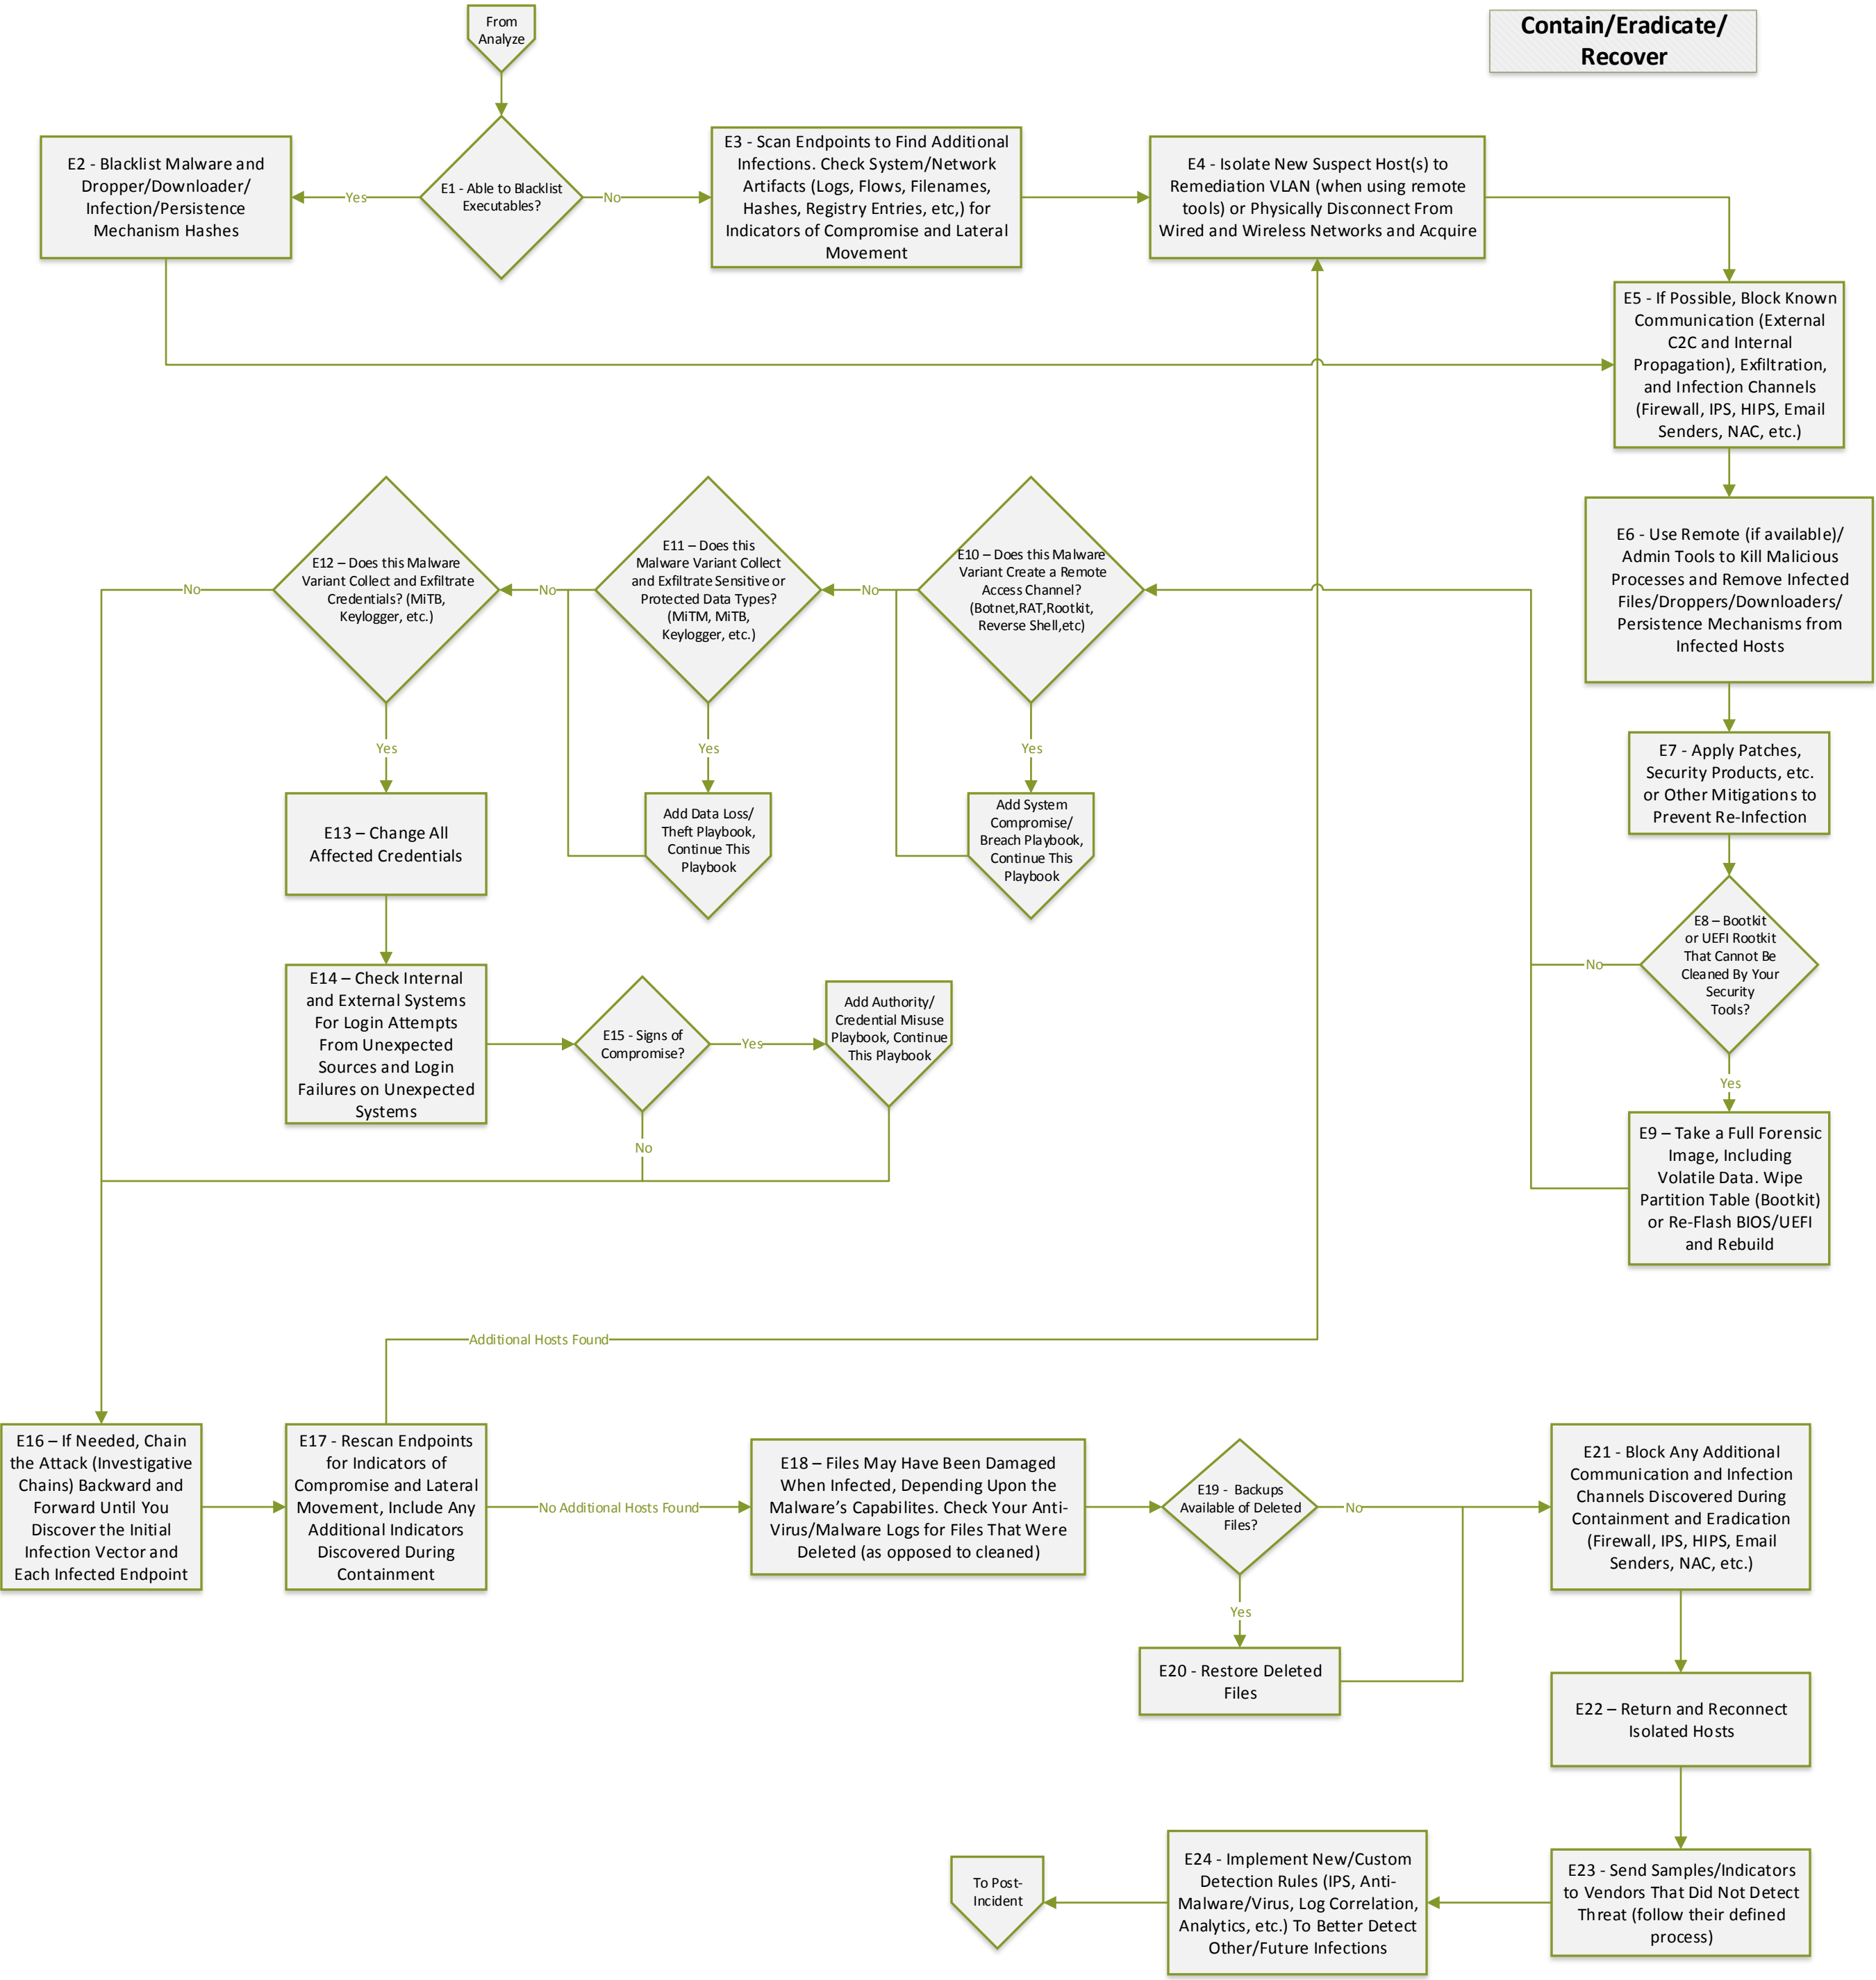 From
Analyze
Contain/Eradicate/
Recover
E2 - Blacklist Malware and
Dropper/Downloader/
Infection/Persistence
Mechanism Hashes
Yes
E1 - Able to Blacklist
Executables?
No
E3 - Scan Endpoints to Find Additional
Infections. Check System/Network
Artifacts (Logs, Flows, Filenames,
Hashes, Registry Entries, etc,) for
Indicators of Compromise and Lateral
Movement
E4 - Isolate New Suspect Host(s) to
Remediation VLAN (when using remote
tools) or Physically Disconnect From
Wired and Wireless Networks and Acquire
E5 - If Possible, Block Known
Communication (External
C2C and Internal
Propagation), Exfiltration,
and Infection Channels
(Firewall, IPS, HIPS, Email
Senders, NAC, etc.)
E6 - Use Remote (if available)/
Admin Tools to Kill Malicious
Processes and Remove Infected
Files/Droppers/Downloaders/
Persistence Mechanisms from
Infected Hosts
E7 - Apply Patches,
Security Products, etc.
or Other Mitigations to
Prevent Re-Infection
E8 – Bootkit
or UEFI Rootkit
That Cannot Be
Cleaned By Your
Security
Tools?
No
Yes
E9 – Take a Full Forensic
Image, Including
Volatile Data. Wipe
Partition Table (Bootkit)
or Re-Flash BIOS/UEFI
and Rebuild
E10 – Does this Malware
Variant Create a Remote
Access Channel?
(Botnet,RAT,Rootkit,
Reverse Shell,etc)
No
Yes
Add System
Compromise/
Breach Playbook,
Continue This
Playbook
E11 – Does this
Malware Variant Collect
and Exfiltrate Sensitive or
Protected Data Types?
(MiTM, MiTB,
Keylogger, etc.)
No
Yes
Add Data Loss/
Theft Playbook,
Continue This
Playbook
E12 – Does this Malware
Variant Collect and Exfiltrate
Credentials? (MiTB,
Keylogger, etc.)
No
Yes
E13 – Change All
Affected Credentials
E14 – Check Internal
and External Systems
For Login Attempts
From Unexpected
Sources and Login
Failures on Unexpected
Systems
E15 - Signs of
Compromise?
Yes
No
Add Authority/
Credential Misuse
Playbook, Continue
This Playbook
Additional Hosts Found
E16 – If Needed, Chain
the Attack (Investigative
Chains) Backward and
Forward Until You
Discover the Initial
Infection Vector and
Each Infected Endpoint
E17 - Rescan Endpoints
for Indicators of
Compromise and Lateral
Movement, Include Any
Additional Indicators
Discovered During
Containment
No Additional Hosts Found
E18 – Files May Have Been Damaged
When Infected, Depending Upon the
Malware’s Capabilites. Check Your Anti-
Virus/Malware Logs for Files That Were
Deleted (as opposed to cleaned)
E19 - Backups
Available of Deleted
Files?
No
Yes
E20 - Restore Deleted
Files
E21 - Block Any Additional
Communication and Infection
Channels Discovered During
Containment and Eradication
(Firewall, IPS, HIPS, Email
Senders, NAC, etc.)
E22 – Return and Reconnect
Isolated Hosts
E23 - Send Samples/Indicators
to Vendors That Did Not Detect
Threat (follow their defined
process)
E24 - Implement New/Custom
Detection Rules (IPS, Anti-
Malware/Virus, Log Correlation,
Analytics, etc.) To Better Detect
Other/Future Infections
To Post-
Incident